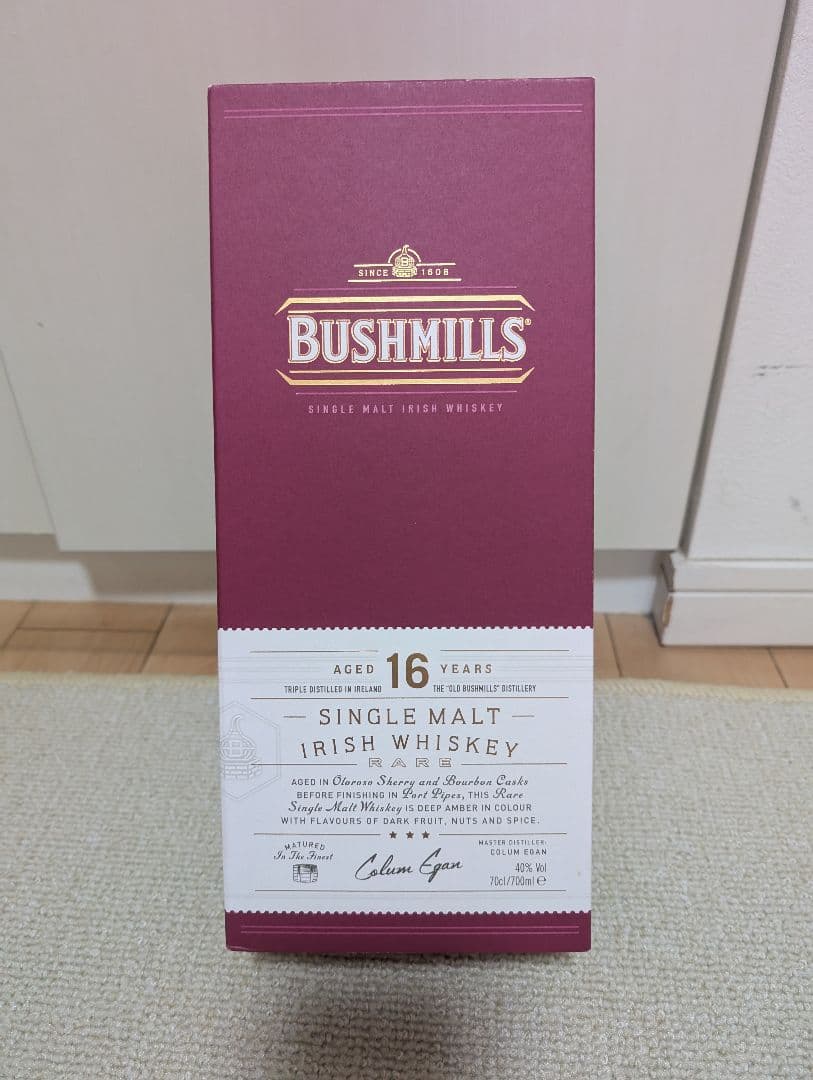 SINCE 1608
BUSHMILLS®
SINGLE MALT IRISH WHISKEY
AGED 16 YEARS
TRIPLE DISTILLED IN IRELAND THE "OLD BUSHMILLS" DISTILLERY
SINGLE MALT
IRISH WHISKEY
RARE
AGED IN Oloroso Sherry and Bourbon Casks
BEFORE FINISHING IN Port Pipes, THIS Rare
Single Malt Whiskey IS DEEP AMBER IN COLOUR
WITH FLAVOURS OF DARK FRUIT, NUTS AND SPICE.
MATURED
In The Finest
Colum Egan
MASTER DISTILLER:
COLUM EGAN
40% Vol
70cl/700ml ℮